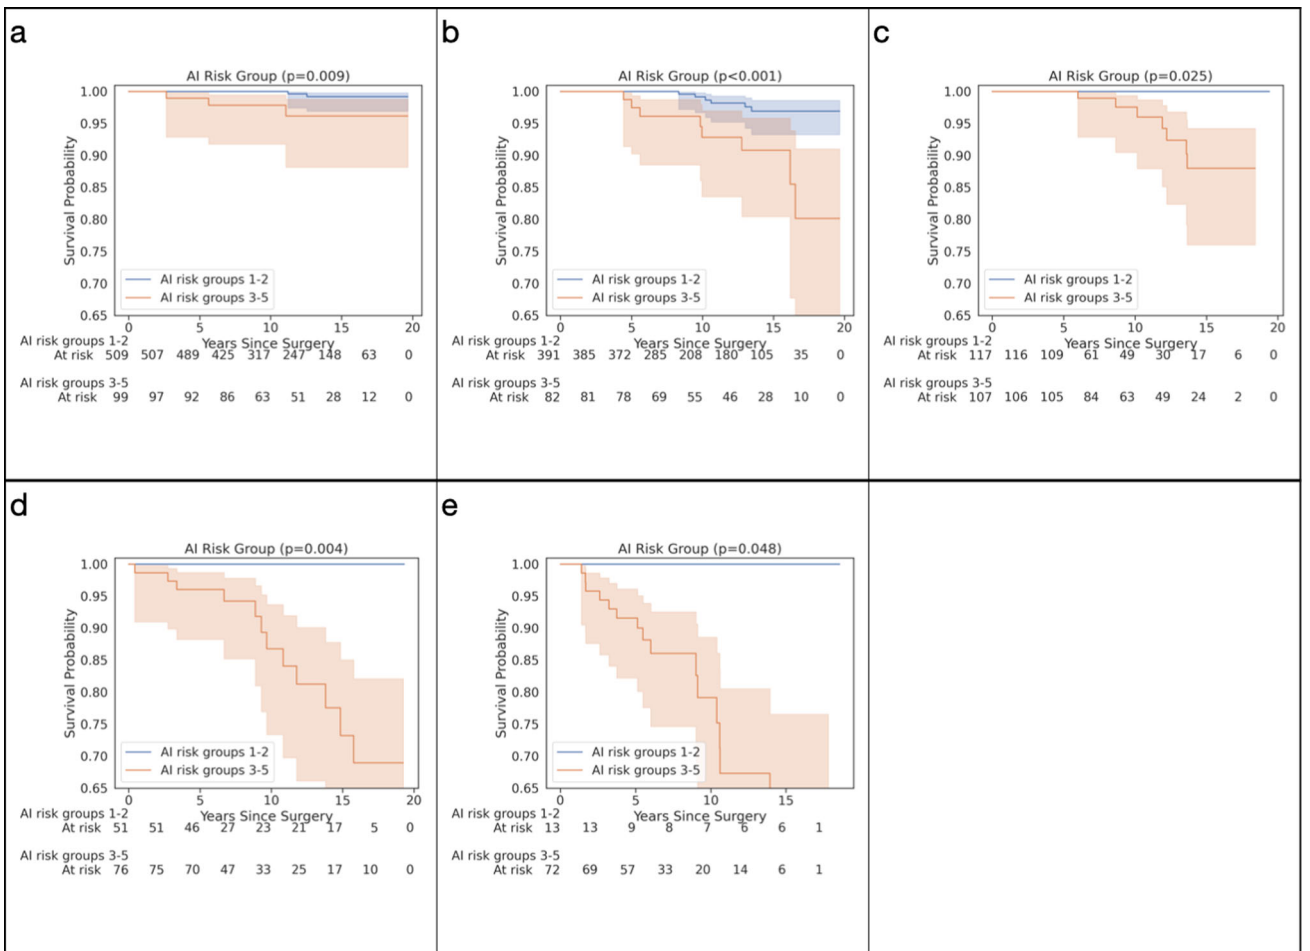 a
AI Risk Group (p=0.009)
1.00
0.95
0.90
0.85
0.80
0.75
0.70
0.65
Survival Probability
AI risk groups 1-2
AI risk groups 3-5
0 5 10 15 20
Years Since Surgery
AI risk groups 1-2
At risk 509 507 489 425 317 247 148 63 0
AI risk groups 3-5
At risk 99 97 92 86 63 51 28 12 0
b
AI Risk Group (p<0.001)
1.00
0.95
0.90
0.85
0.80
0.75
0.70
0.65
Survival Probability
AI risk groups 1-2
AI risk groups 3-5
0 5 10 15 20
Years Since Surgery
AI risk groups 1-2
At risk 391 385 372 285 208 180 105 35 0
AI risk groups 3-5
At risk 82 81 78 69 55 46 28 10 0
c
AI Risk Group (p=0.025)
1.00
0.95
0.90
0.85
0.80
0.75
0.70
0.65
Survival Probability
AI risk groups 1-2
AI risk groups 3-5
0 5 10 15 20
Years Since Surgery
AI risk groups 1-2
At risk 117 116 109 61 49 30 17 6 0
AI risk groups 3-5
At risk 107 106 105 84 63 49 24 2 0
d
AI Risk Group (p=0.004)
1.00
0.95
0.90
0.85
0.80
0.75
0.70
0.65
Survival Probability
AI risk groups 1-2
AI risk groups 3-5
0 5 10 15 20
Years Since Surgery
AI risk groups 1-2
At risk 51 51 46 27 23 21 17 5 0
AI risk groups 3-5
At risk 76 75 70 47 33 25 17 10 0
e
AI Risk Group (p=0.048)
1.00
0.95
0.90
0.85
0.80
0.75
0.70
0.65
Survival Probability
AI risk groups 1-2
AI risk groups 3-5
0 5 10 15
Years Since Surgery
AI risk groups 1-2
At risk 13 13 9 8 7 6 6 1
AI risk groups 3-5
At risk 72 69 57 33 20 14 6 1